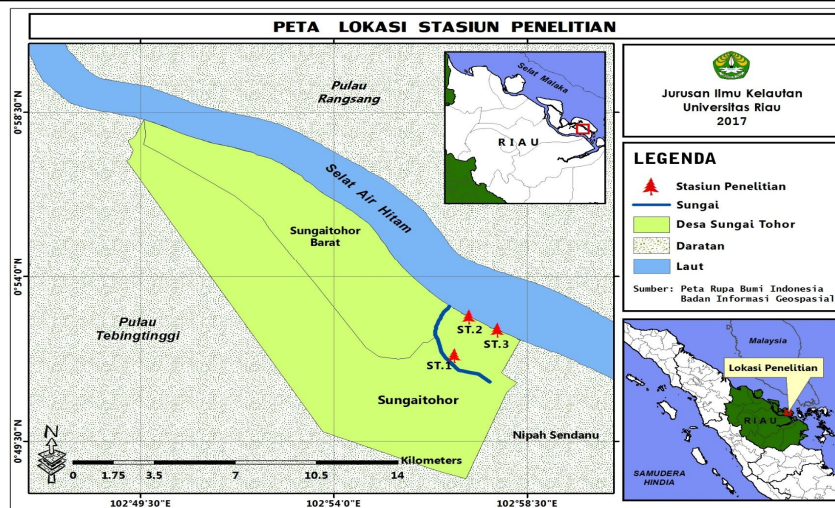 PETA LOKASI STASIUN PENELITIAN
Pulau
Rangsang
Selat Air Hitam
Sungaitohor
Barat
Pulau
Tebingtinggi
ST.2
ST.3
ST.1
Sungaitohor
Nipah Sendanu
N
Kilometers
0 1.75 3.5 7 10.5 14
0°58'30"N
0°54'0"N
0°49'30"N
102°49'30"E
102°54'0"E
102°58'30"E
Selat Malaka
RIAU
Jurusan Ilmu Kelautan
Universitas Riau
2017
LEGENDA
Stasiun Penelitian
Sungai
Desa Sungai Tohor
Daratan
Laut
Sumber: Peta Rupa Bumi Indonesia
Badan Informasi Geospasial
Malaysia
Lokasi Penelitian
RIAU
SAMUDERA
HINDIA